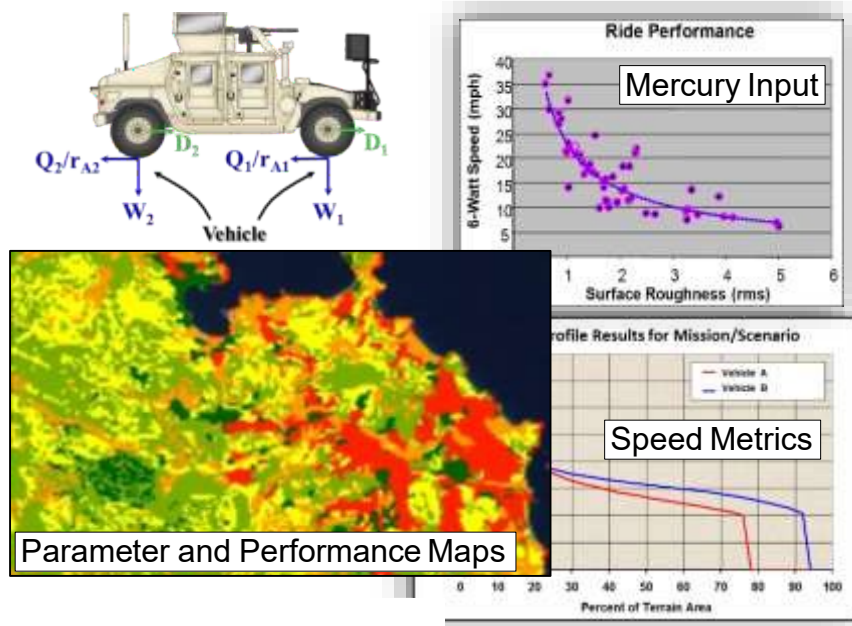 Ride Performance
Mercury Input
6-Watt Speed (mph)
40
35
30
25
20
15
10
5
1
2
3
4
5
6
Surface Roughness (rms)
D2
D1
Q2/rA2
Q1/rA1
W2
W1
Vehicle
ofile Results for Mission/Scenario
Vehicle A
Vehicle B
Speed Metrics
Parameter and Performance Maps
0 10 20 30 40 50 60 70 80 90 100
Percent of Terrain Area